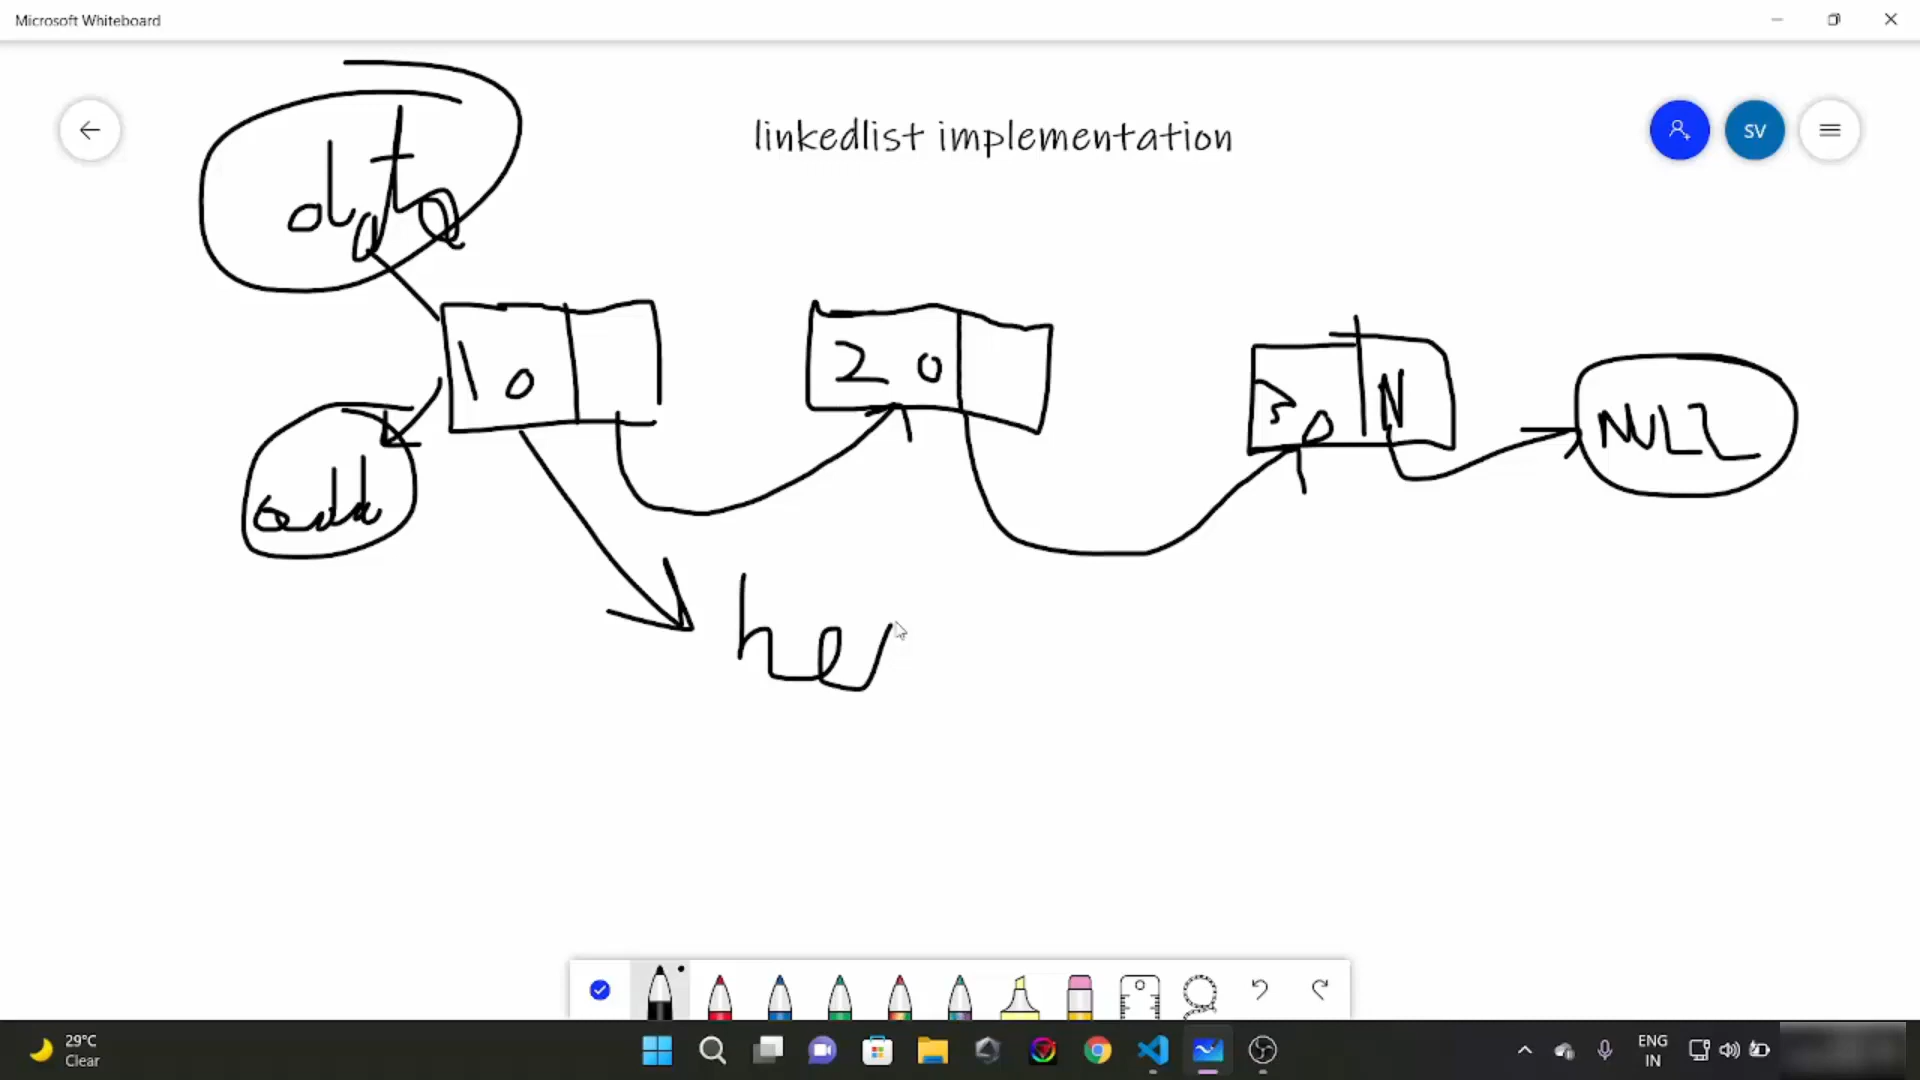 Microsoft Whiteboard
linkedlist implementation
SV
data
10
20
30 N
NULL
add
he
29°C
Clear
ENG
IN